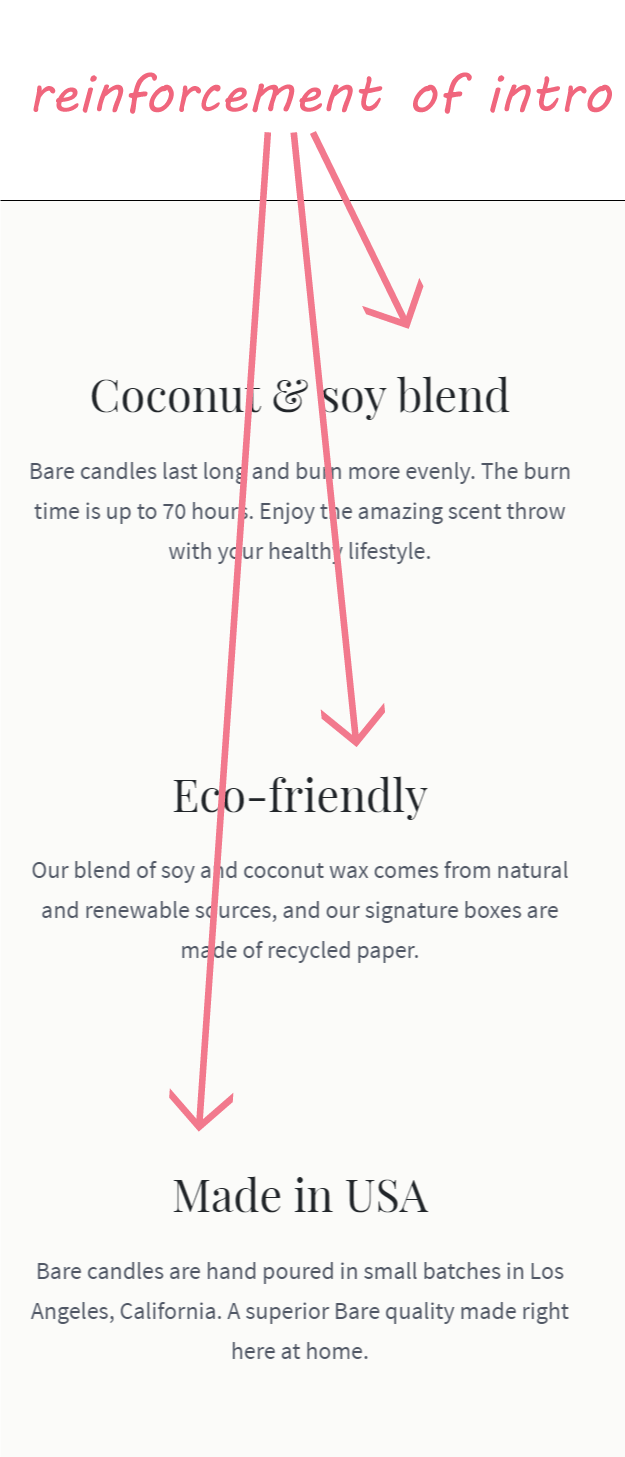 reinforcement of intro
Coconut & soy blend
Bare candles last long and burn more evenly. The burn
time is up to 70 hours. Enjoy the amazing scent throw
with your healthy lifestyle.
Eco-friendly
Our blend of soy and coconut wax comes from natural
and renewable sources, and our signature boxes are
made of recycled paper.
Made in USA
Bare candles are hand poured in small batches in Los
Angeles, California. A superior Bare quality made right
here at home.